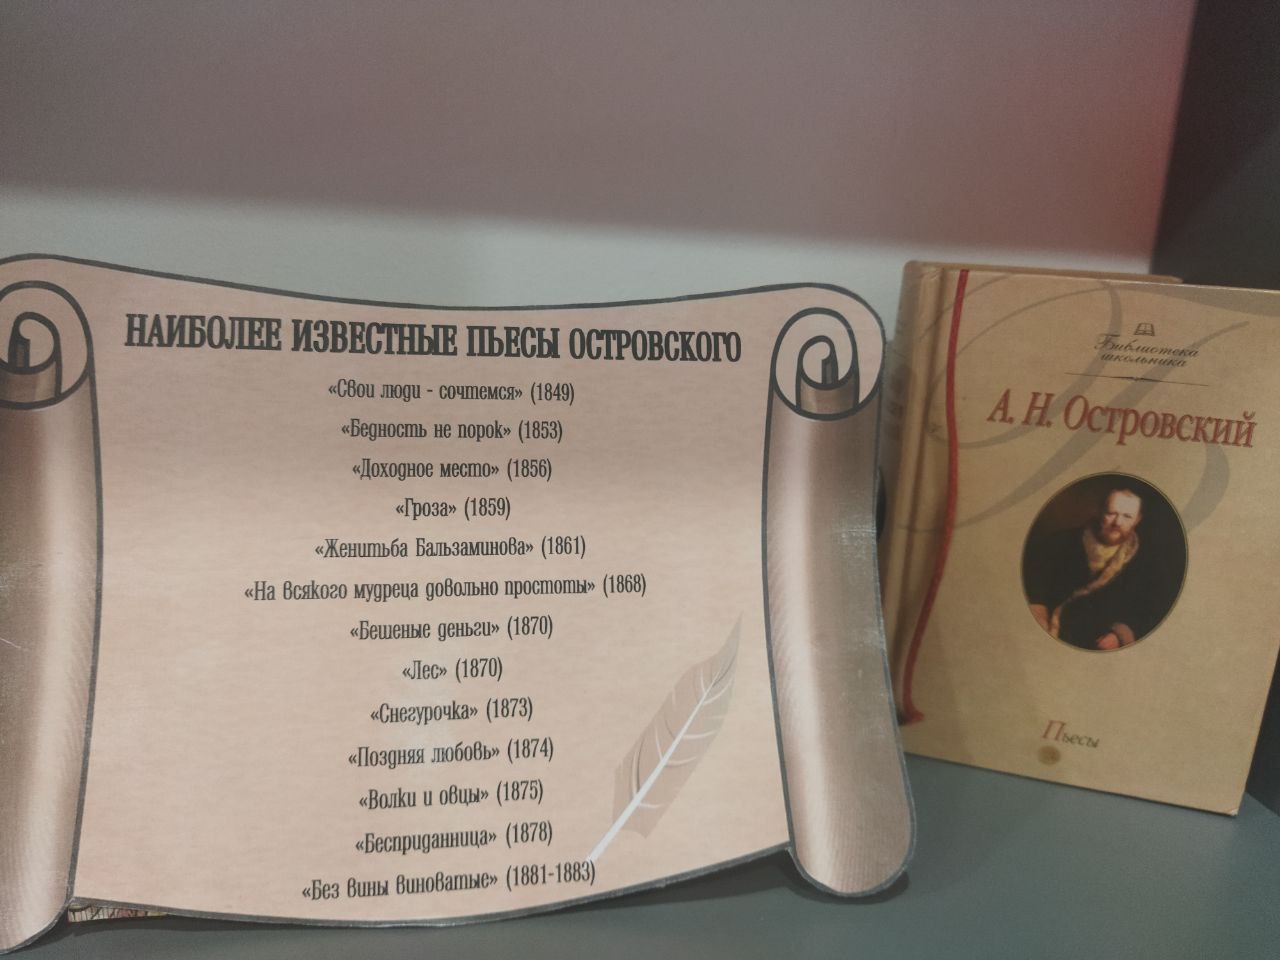 НАИБОЛЕЕ ИЗВЕСТНЫЕ ПЬЕСЫ ОСТРОВСКОГО
«Свои люди - сочтемся» (1849)
«Бедность не порок» (1853)
«Доходное место» (1856)
«Гроза» (1859)
«Женитьба Бальзаминова» (1861)
«На всякого мудреца довольно простоты» (1868)
«Бешеные деньги» (1870)
«Лес» (1870)
«Снегурочка» (1873)
«Поздняя любовь» (1874)
«Волки и овцы» (1875)
«Бесприданница» (1878)
«Без вины виноватые» (1881-1883)
Библиотека
школьника
А. Н. Островский
Пьесы